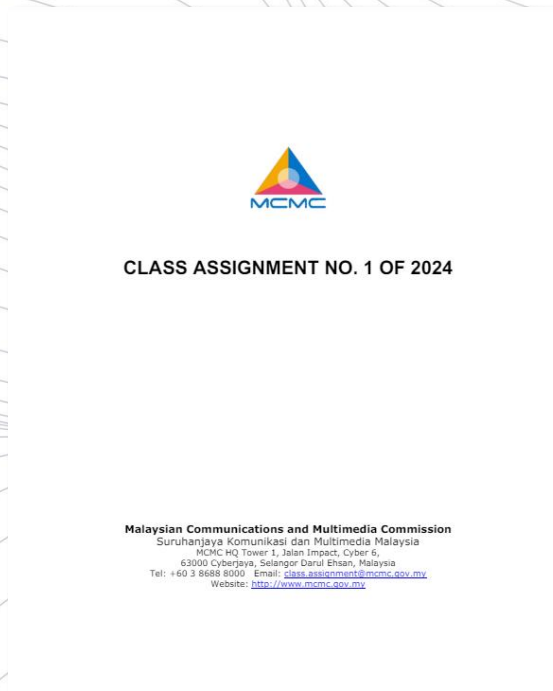 MCMC
CLASS ASSIGNMENT NO. 1 OF 2024
Malaysian Communications and Multimedia Commission
Suruhanjaya Komunikasi dan Multimedia Malaysia
MCMC HQ Tower 1, Jalan Impact, Cyber 6,
63000 Cyberjaya, Selangor Darul Ehsan, Malaysia
Tel: +60 3 8688 8000 Email: class.assignment@mcmc.gov.my
Website: http://www.mcmc.gov.my